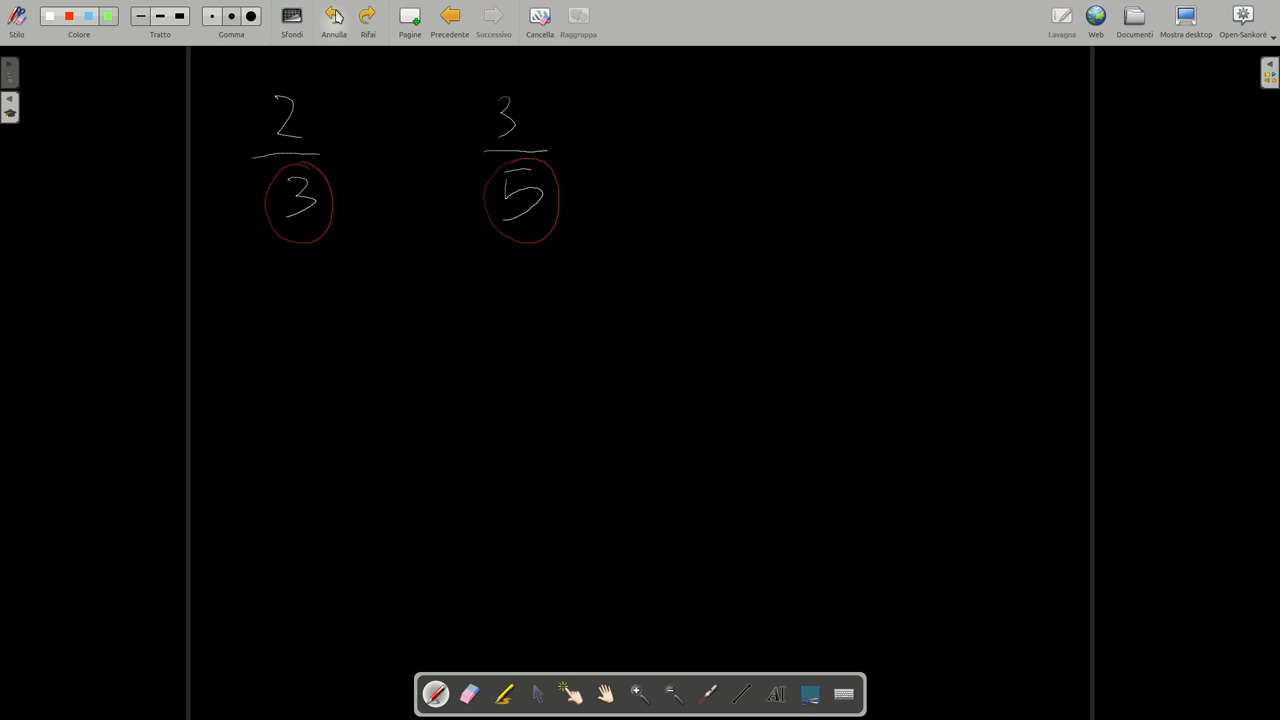 Stilo Colore Tratto Gomma Sfondi Annulla Rifai Pagine Precedente Successivo Cancella Raggruppa Lavagna Web Documenti Mostra desktop Open-Sankoré
2 3
3 5
AI